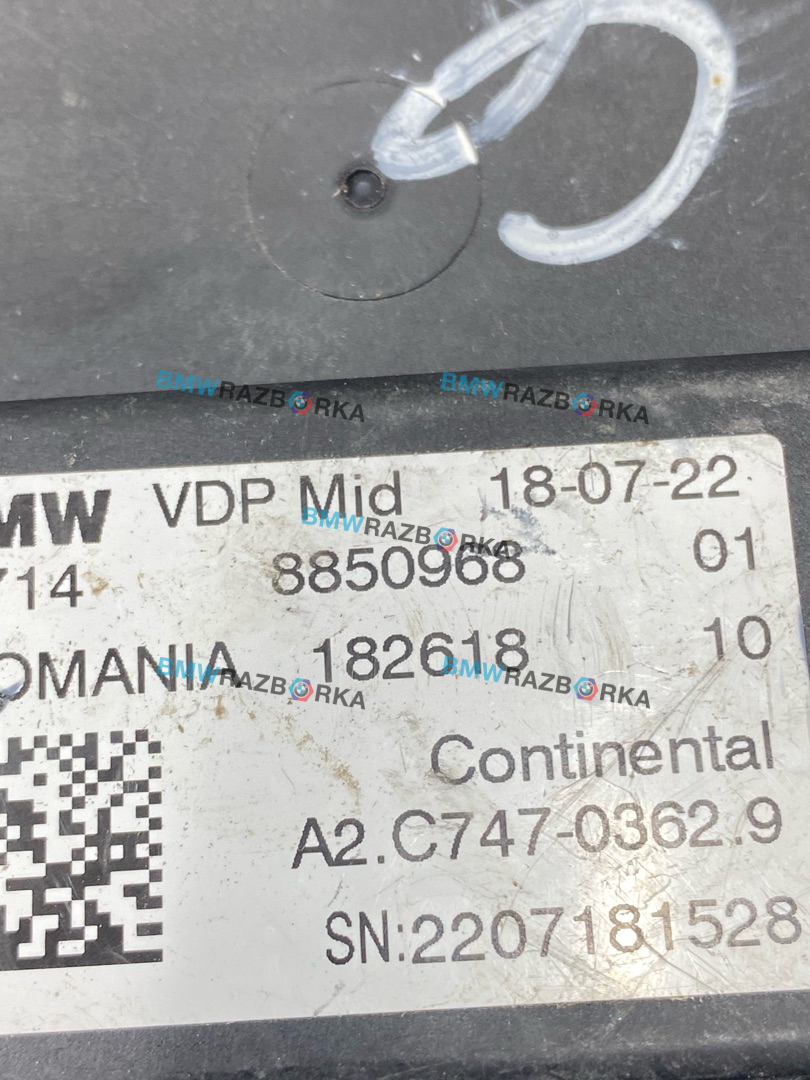 BMWRAZBORKA BMWRAZBORKA
MW VDP Mid 18-07-22
BMWRAZBORKA
714 8850968 01
OMANIA 182618 10
BMWRAZBORKA BMWRAZBORKA
Continental
A2.C747-0362.9
SN:2207181528